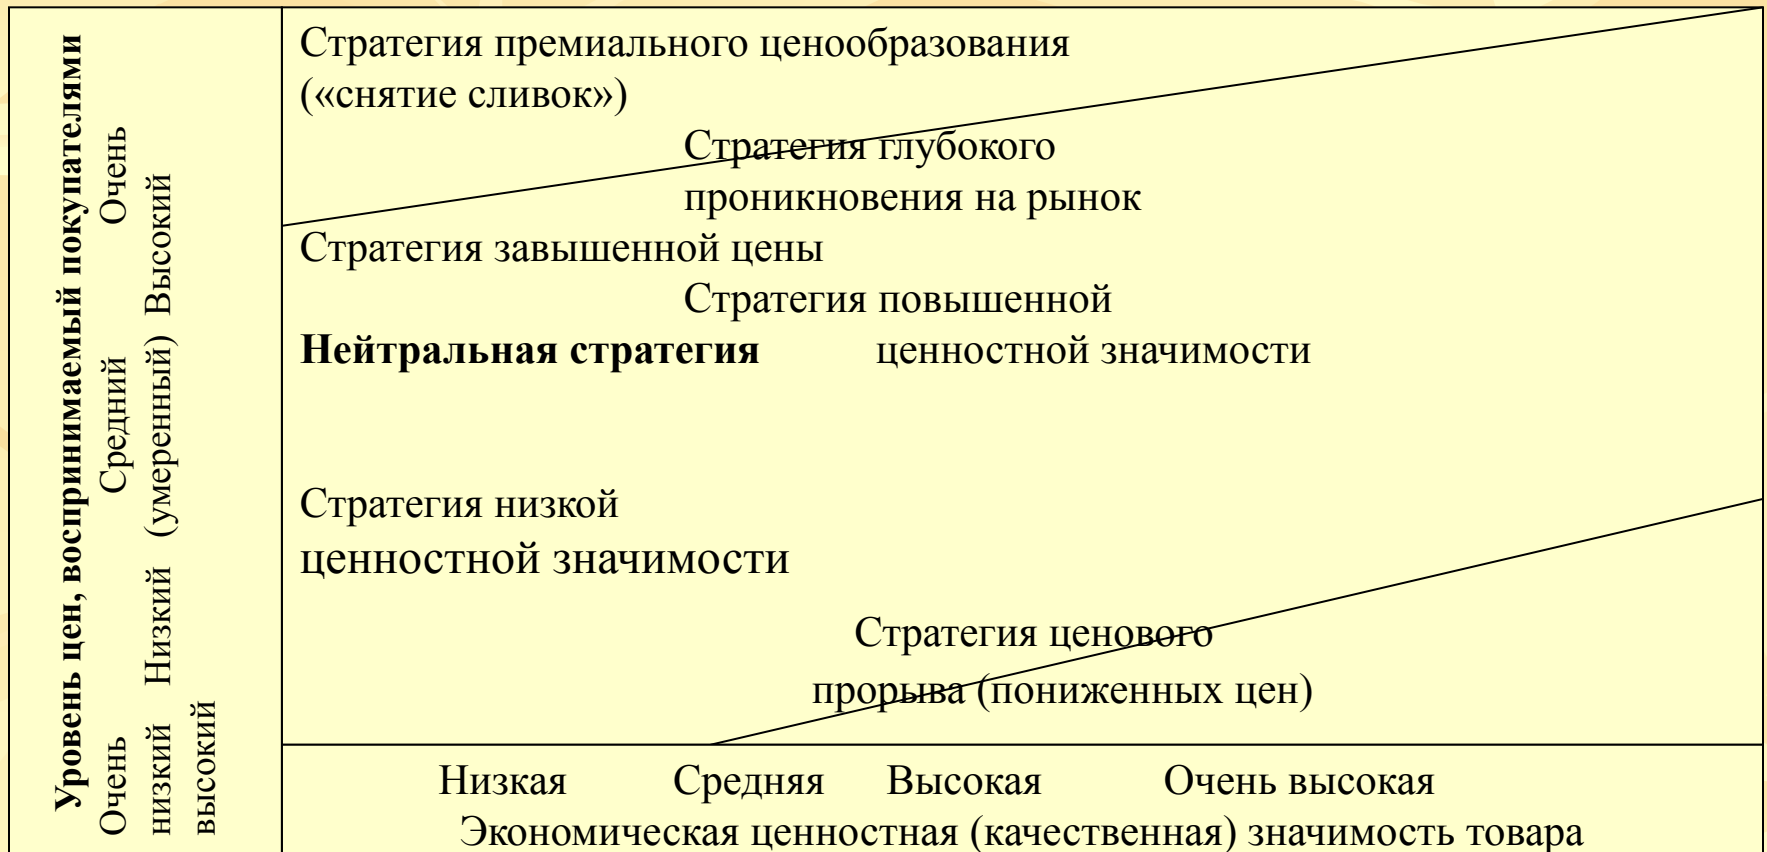 Уровень цен, воспринимаемый покупателями
Очень Средний Очень
низкий Низкий (умеренный) Высокий
высокий
Стратегия премиального ценообразования
(«снятие сливок»)
Стратегия глубокого
проникновения на рынок
Стратегия завышенной цены
Стратегия повышенной
Нейтральная стратегия ценностной значимости
Стратегия низкой
ценностной значимости
Стратегия ценового
прорыва (пониженных цен)
Низкая Средняя Высокая Очень высокая
Экономическая ценностная (качественная) значимость товара